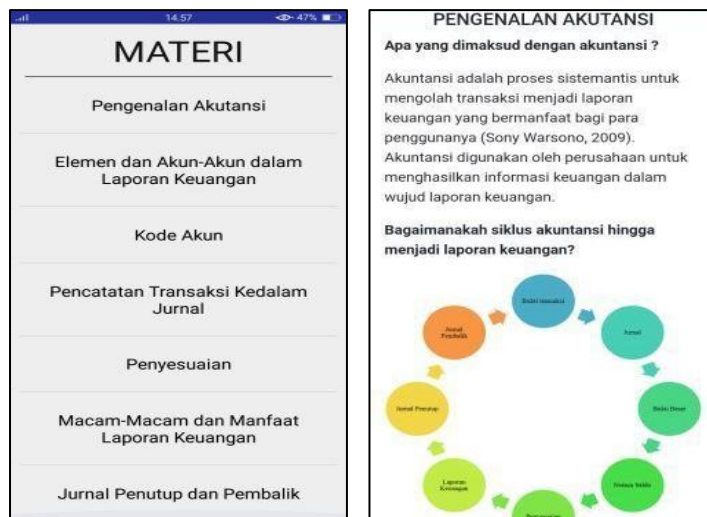 14.57
47%
MATERI
Pengenalan Akutansi
Elemen dan Akun-Akun dalam
Laporan Keuangan
Kode Akun
Pencatatan Transaksi Kedalam
Jurnal
Penyesuaian
Macam-Macam dan Manfaat
Laporan Keuangan
Jurnal Penutup dan Pembalik
PENGENALAN AKUTANSI
Apa yang dimaksud dengan akuntansi ?
Akuntansi adalah proses sistemantis untuk
mengolah transaksi menjadi laporan
keuangan yang bermanfaat bagi para
penggunanya (Sony Warsono, 2009).
Akuntansi digunakan oleh perusahaan untuk
menghasilkan informasi keuangan dalam
wujud laporan keuangan.
Bagaimanakah siklus akuntansi hingga
menjadi laporan keuangan?
Bukti transaksi
Jurnal
Buku Besar
Neraca Saldo
Laporan
Keuangan
Jurnal Penutup
Jurnal
Pembalik